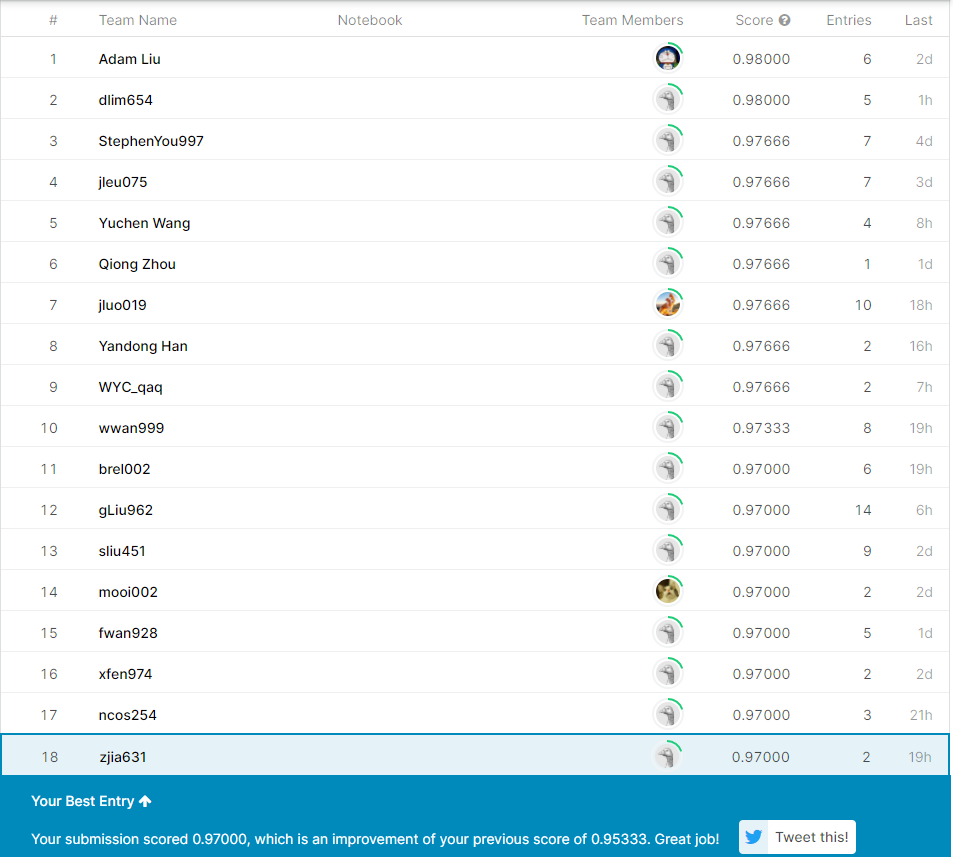 # Team Name Notebook Team Members Score Entries Last
1 Adam Liu 0.98000 6 2d
2 dlim654 0.98000 5 1h
3 StephenYou997 0.97666 7 4d
4 jleu075 0.97666 7 3d
5 Yuchen Wang 0.97666 4 8h
6 Qiong Zhou 0.97666 1 1d
7 jluo019 0.97666 10 18h
8 Yandong Han 0.97666 2 16h
9 WYC_qaq 0.97666 2 7h
10 wwan999 0.97333 8 19h
11 brel002 0.97000 6 19h
12 gLiu962 0.97000 14 6h
13 sliu451 0.97000 9 2d
14 mooi002 0.97000 2 2d
15 fwan928 0.97000 5 1d
16 xfen974 0.97000 2 2d
17 ncos254 0.97000 3 21h
18 zjia631 0.97000 2 19h
Your Best Entry
Your submission scored 0.97000, which is an improvement of your previous score of 0.95333. Great job! Tweet this!